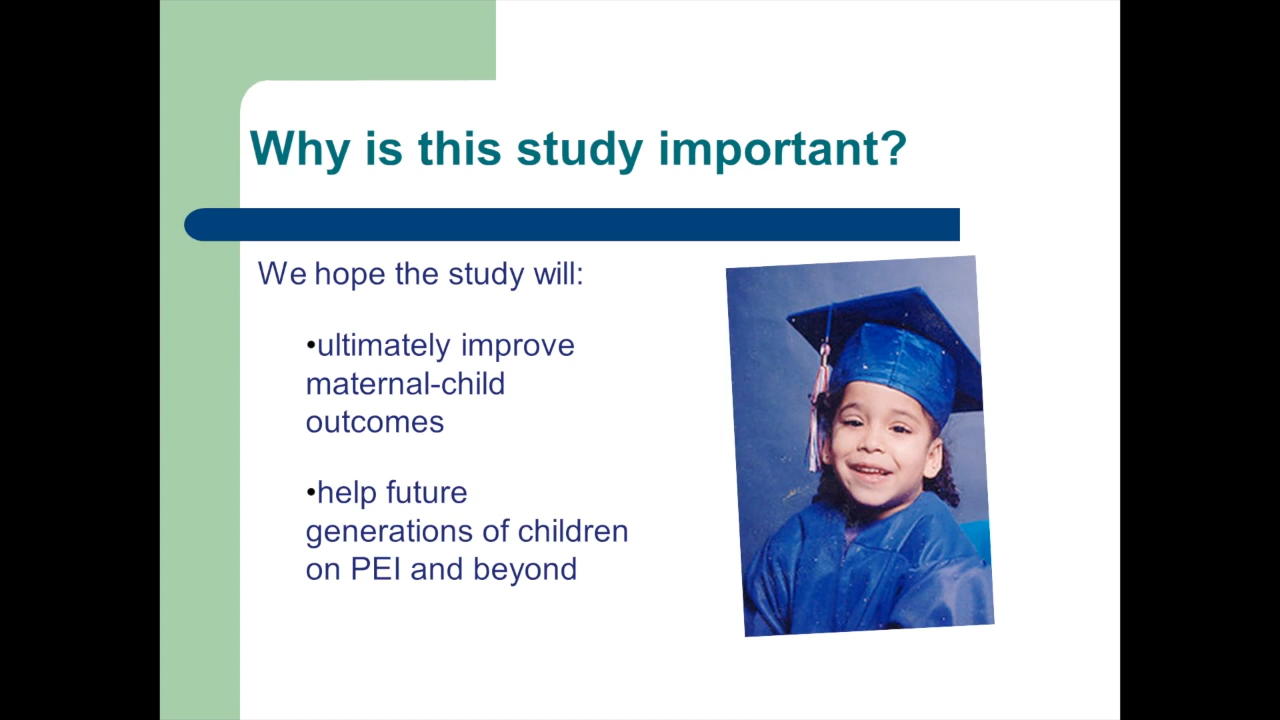 Why is this study important?
We hope the study will:
•ultimately improve
maternal-child
outcomes
•help future
generations of children
on PEI and beyond